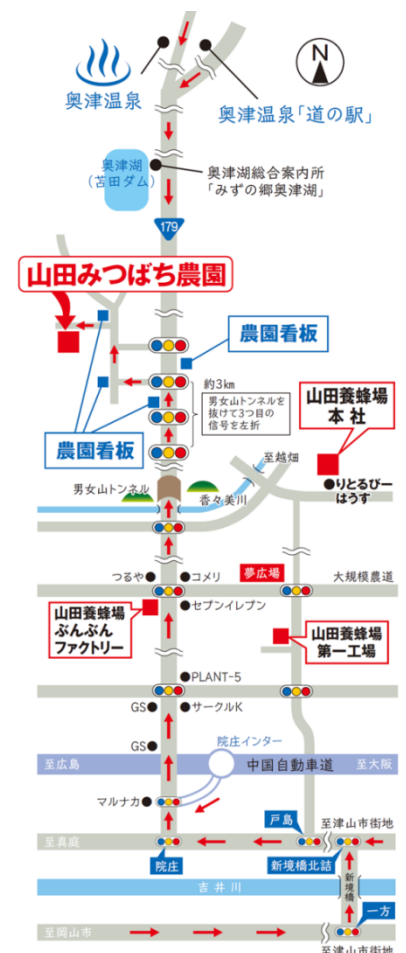 N
奥津温泉
奥津温泉「道の駅」
奥津湖
(苫田ダム)
奥津湖総合案内所
「みずの郷奥津湖」
179
山田みつばち農園
農園看板
約3km
男女山トンネルを
抜けて3つ目の
信号を左折
山田養蜂場
本社
農園看板
至越畑
りとるびー
はうす
男女山トンネル
香々美川
つるや
コメリ
夢広場
大規模農道
山田養蜂場
ぶんぶん
ファクトリー
セブンイレブン
山田養蜂場
第一工場
PLANT-5
GS
サークルK
GS
院庄インター
至広島
中国自動車道
至大阪
マルナカ
戸島
至津山市街地
至真庭
院庄
新境橋北詰
吉井川
新境橋
一方
至岡山市
至津山市街地